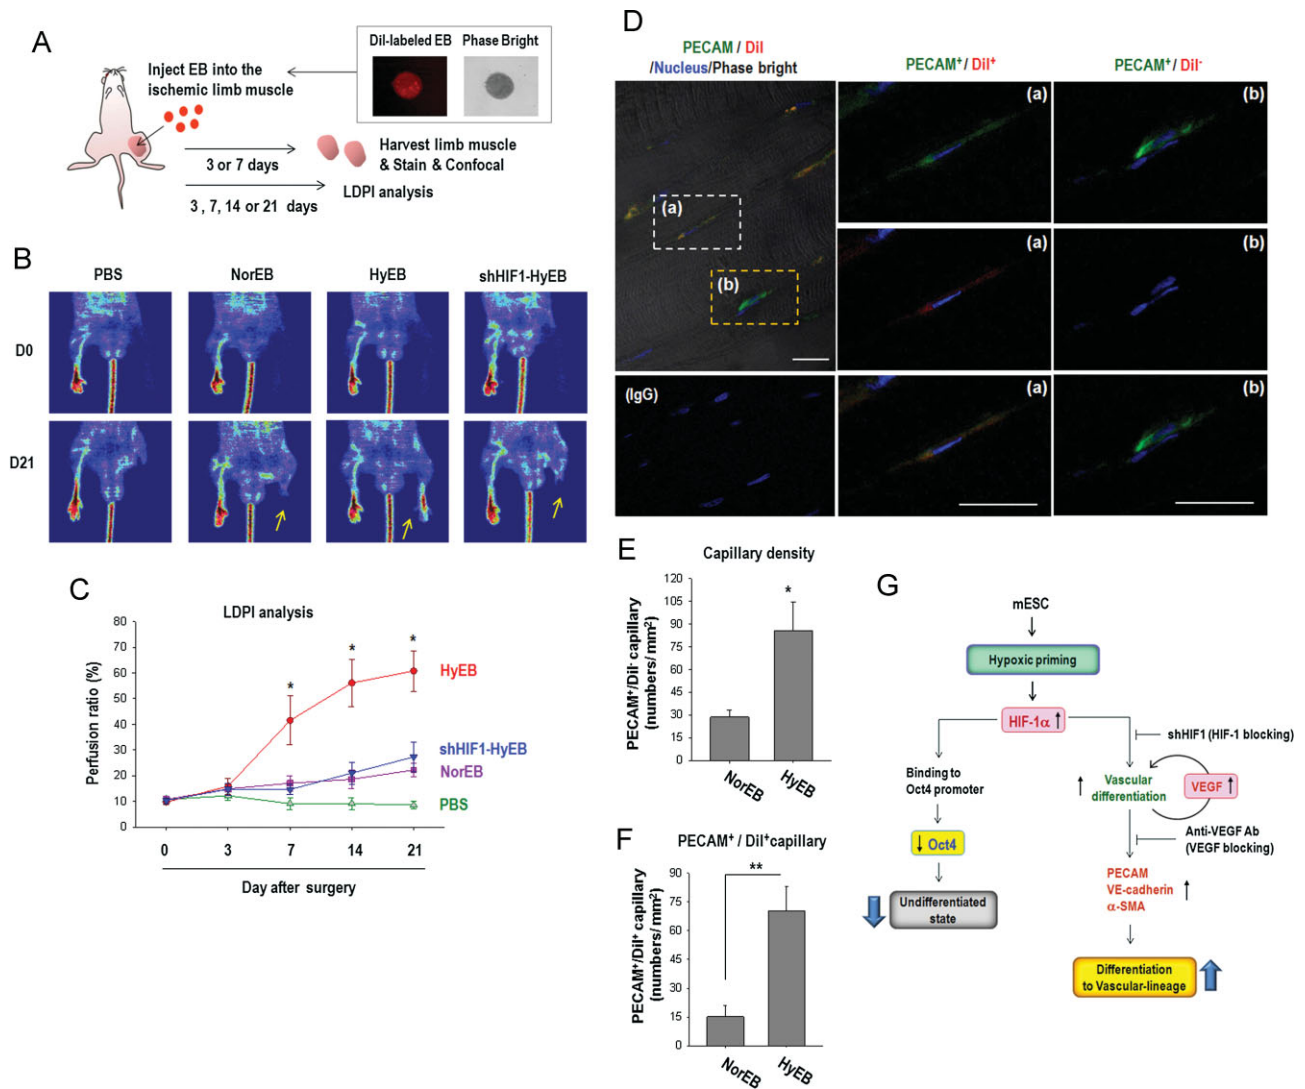 A
Inject EB into the
ischemic limb muscle
DiI-labeled EB
Phase Bright
3 or 7 days
Harvest limb muscle
& Stain & Confocal
3 , 7, 14 or 21 days
LDPI analysis
B
PBS
NorEB
HyEB
shHIF1-HyEB
D0
D21
C
LDPI analysis
Perfusion ratio (%)
80
70
60
50
40
30
20
10
0
*
*
*
HyEB
shHIF1-HyEB
NorEB
PBS
0
3
7
14
21
Day after surgery
D
PECAM / DiI
/Nucleus/Phase bright
PECAM⁺/ DiI⁺
PECAM⁺/ DiI⁻
(a)
(b)
(a)
(b)
(a)
(b)
(IgG)
(a)
(b)
E
Capillary density
PECAM⁺/DiI⁻ capillary
(numbers/ mm²)
120
105
90
75
60
45
30
15
0
*
NorEB
HyEB
F
PECAM⁺ / DiI⁺capillary
PECAM⁺/DiI⁺ capillary
(numbers/ mm²)
90
75
60
45
30
15
0
**
NorEB
HyEB
G
mESC
Hypoxic priming
HIF-1α
shHIF1 (HIF-1 blocking)
Binding to
Oct4 promoter
Vascular
differentiation
VEGF
Oct4
Anti-VEGF Ab
(VEGF blocking)
PECAM
VE-cadherin
α-SMA
Undifferentiated
state
Differentiation
to Vascular-lineage